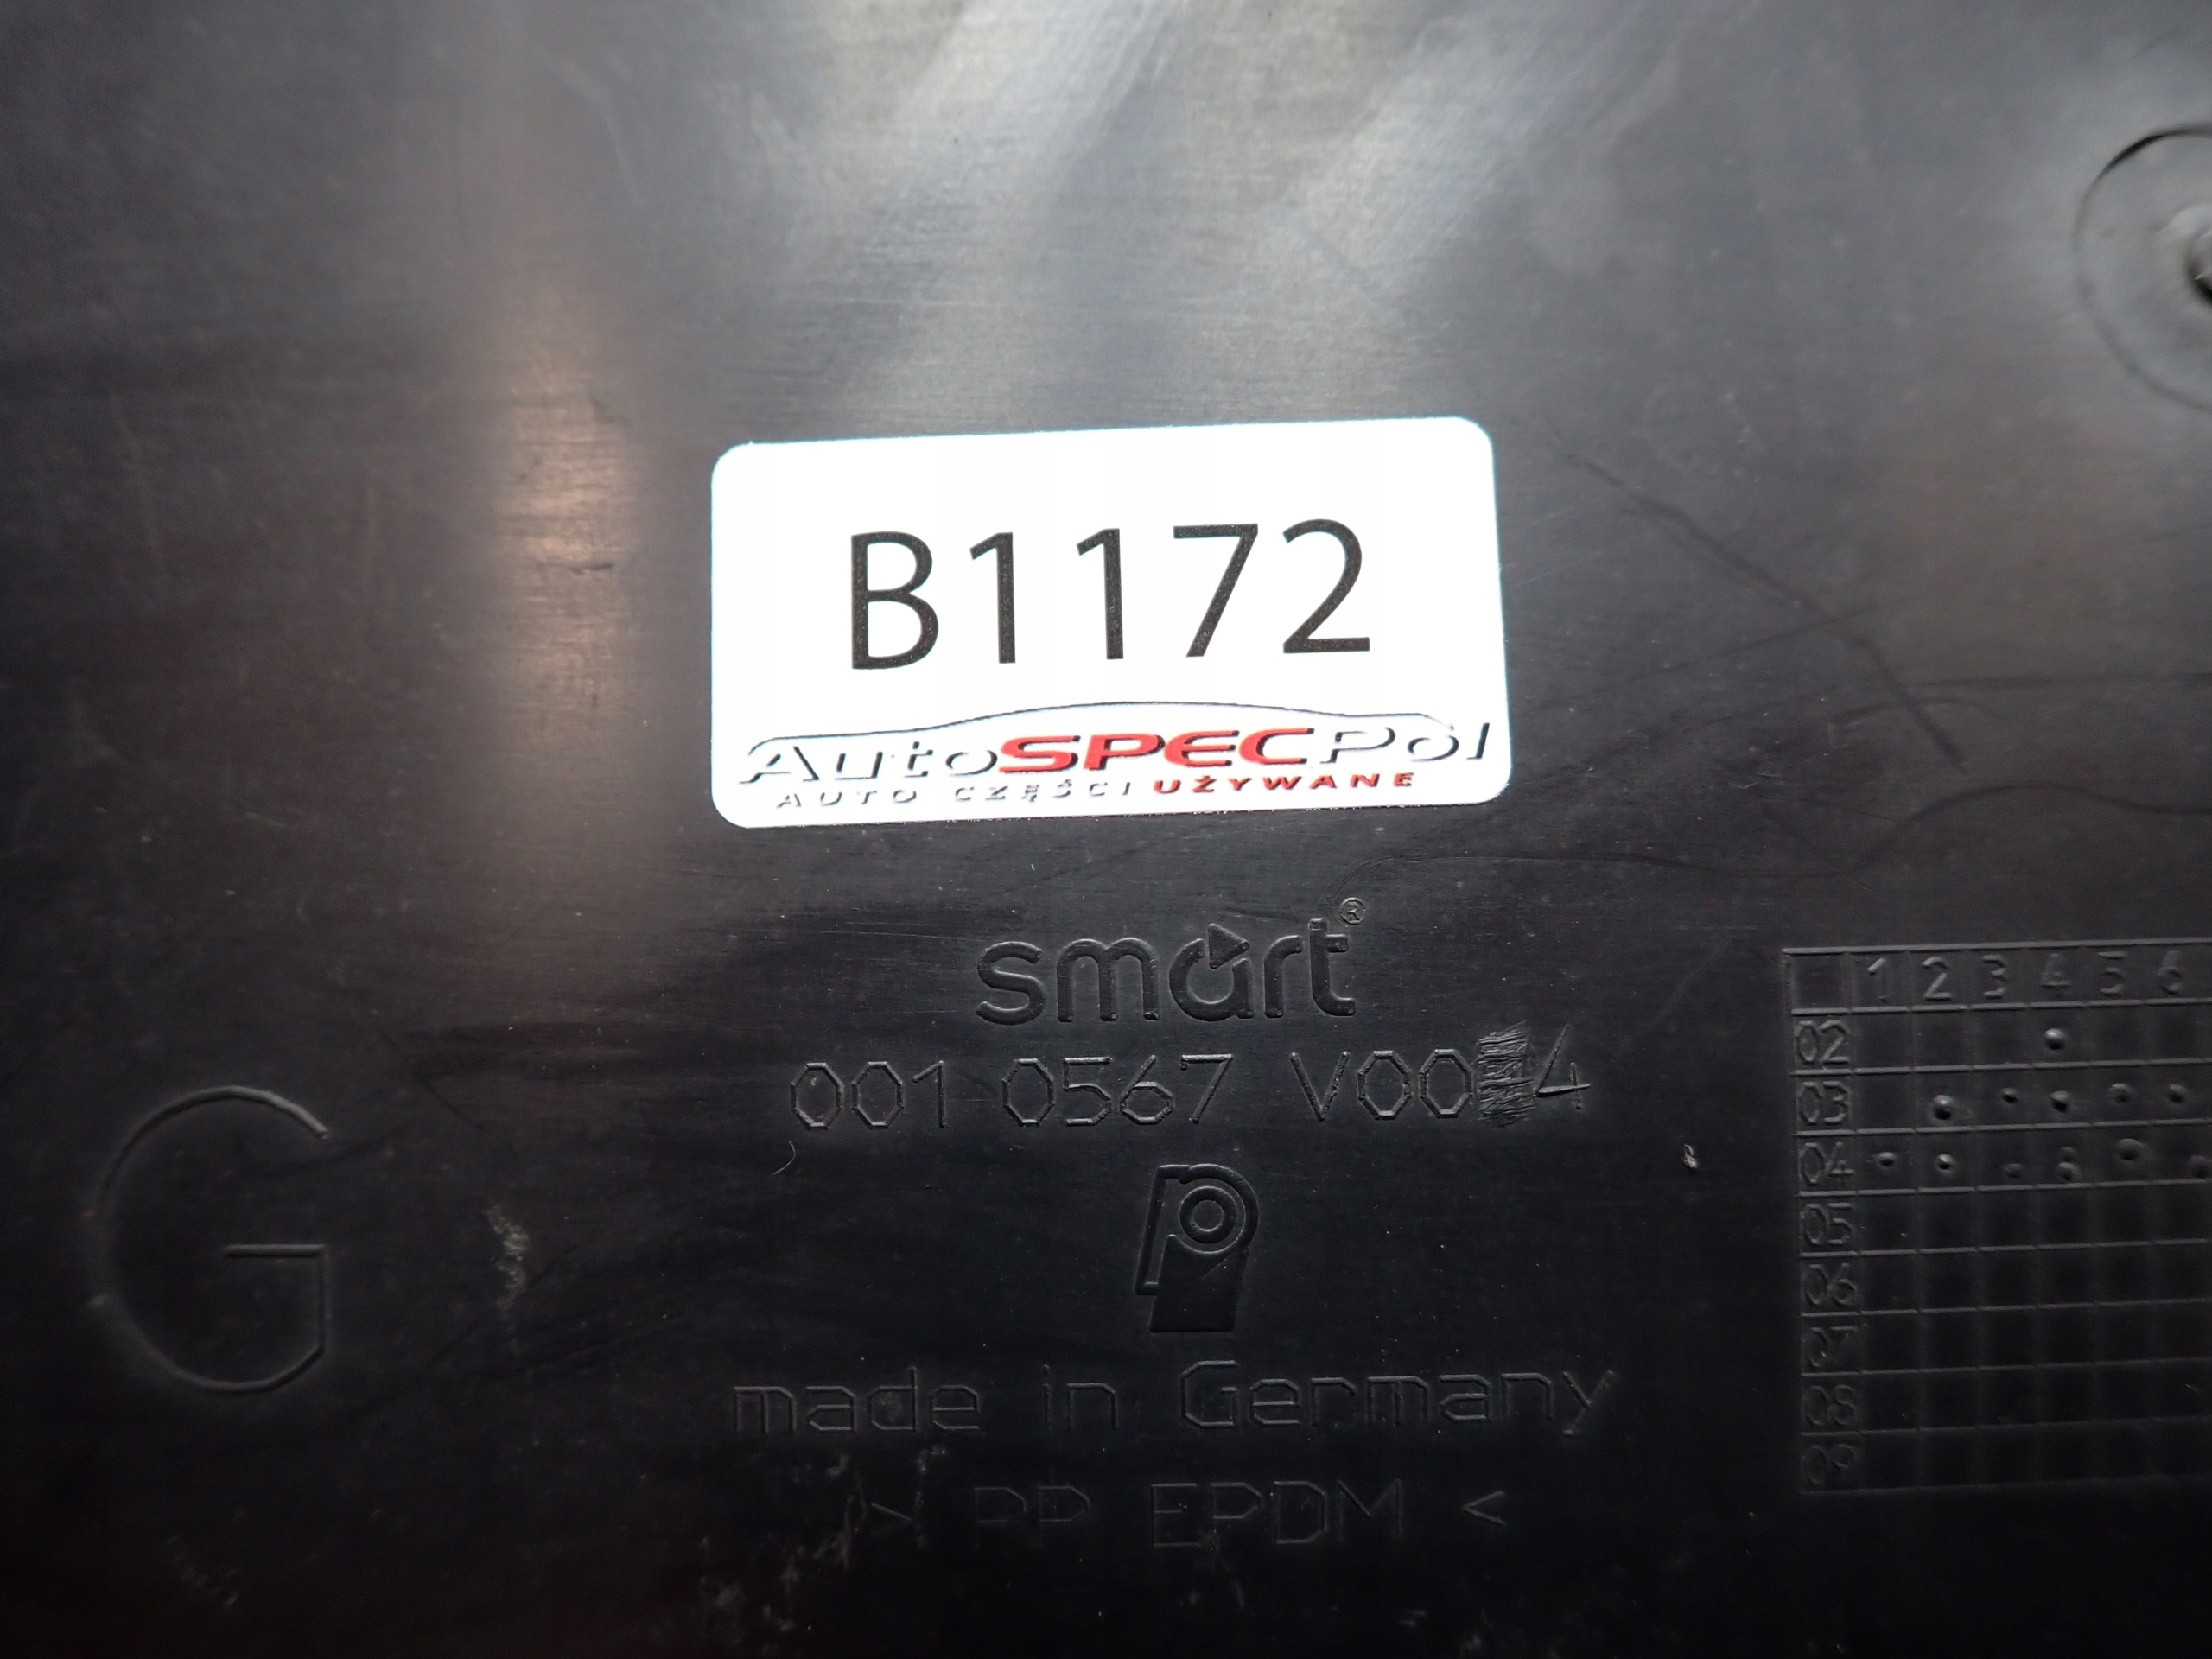 B1172
AutoSPECPol
AUTO CZĘŚCI UŻYWANE
smart®
001 0567 V00 4
G
made in Germany
> PP EPDM <
1 2 3 4 5 6
02
03
04
05
06
07
08
09